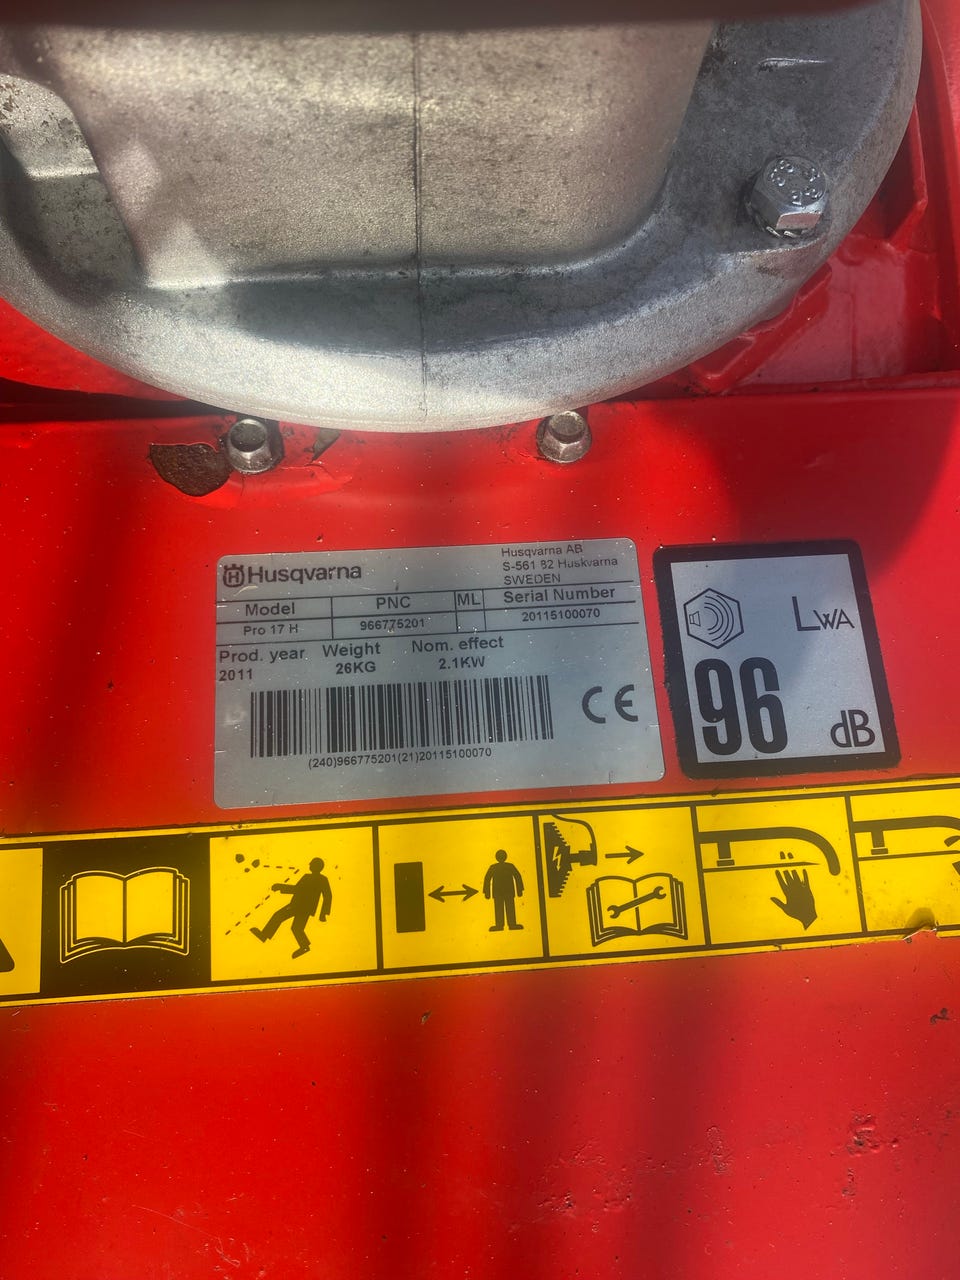 Husqvarna
Husqvarna AB
S-561 82 Huskvarna
SWEDEN
Model PNC ML Serial Number
Pro 17 H 966775201 20115100070
Prod. year Weight Nom. effect
2011 26KG 2.1KW
CE
(240)966775201(21)20115100070
LWA
96
dB